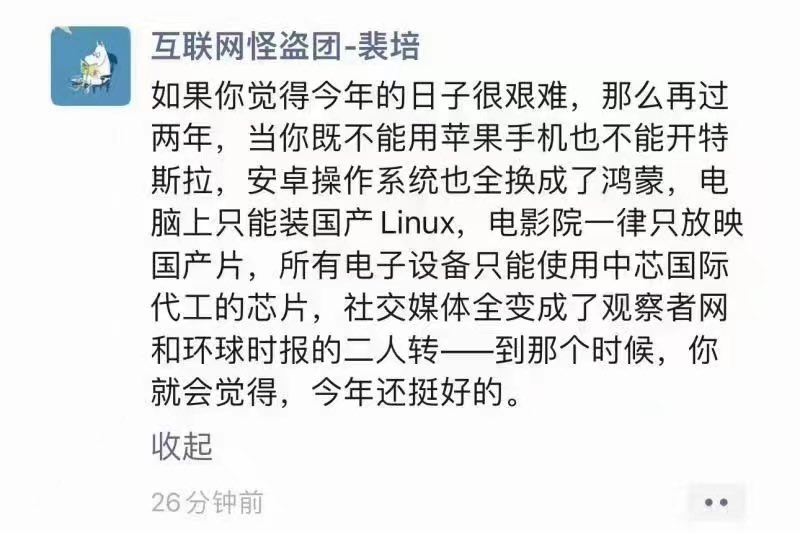 互联网怪盗团-裴培
如果你觉得今年的日子很艰难，那么再过
两年，当你既不能用苹果手机也不能开特
斯拉，安卓操作系统也全换成了鸿蒙，电
脑上只能装国产 Linux，电影院一律只放映
国产片，所有电子设备只能使用中芯国际
代工的芯片，社交媒体全变成了观察者网
和环球时报的二人转——到那个时候，你
就会觉得，今年还挺好的。
收起
26分钟前